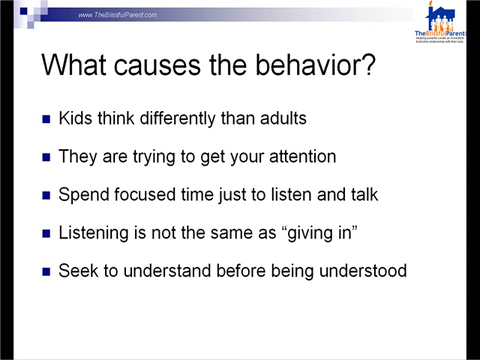 www.TheBlissfulParent.com
TheBlissfulParent
What causes the behavior?
Kids think differently than adults
They are trying to get your attention
Spend focused time just to listen and talk
Listening is not the same as “giving in”
Seek to understand before being understood